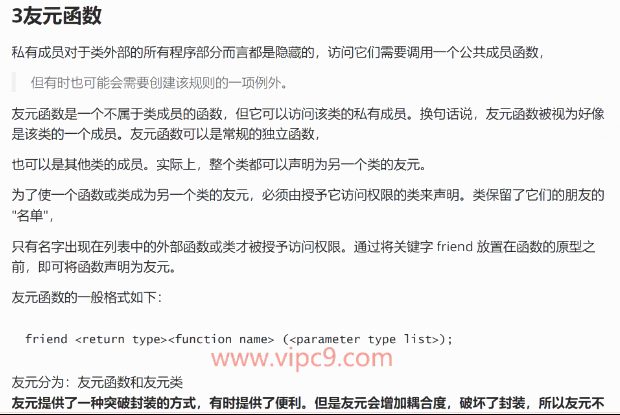 3友元函数
私有成员对于类外部的所有程序部分而言都是隐藏的，访问它们需要调用一个公共成员函数，
但有时也可能会需要创建该规则的一项例外。
友元函数是一个不属于类成员的函数，但它可以访问该类的私有成员。换句话说，友元函数被视为好像
是该类的一个成员。友元函数可以是常规的独立函数，
也可以是其他类的成员。实际上，整个类都可以声明为另一个类的友元。
为了使一个函数或类成为另一个类的友元，必须由授予它访问权限的类来声明。类保留了它们的朋友的
"名单"，
只有名字出现在列表中的外部函数或类才被授予访问权限。通过将关键字 friend 放置在函数的原型之
前，即可将函数声明为友元。
友元函数的一般格式如下：
friend <return type><function name> (<parameter type list>);
www.vipc9.com
友元分为：友元函数和友元类
友元提供了一种突破封装的方式，有时提供了便利。但是友元会增加耦合度，破坏了封装，所以友元不